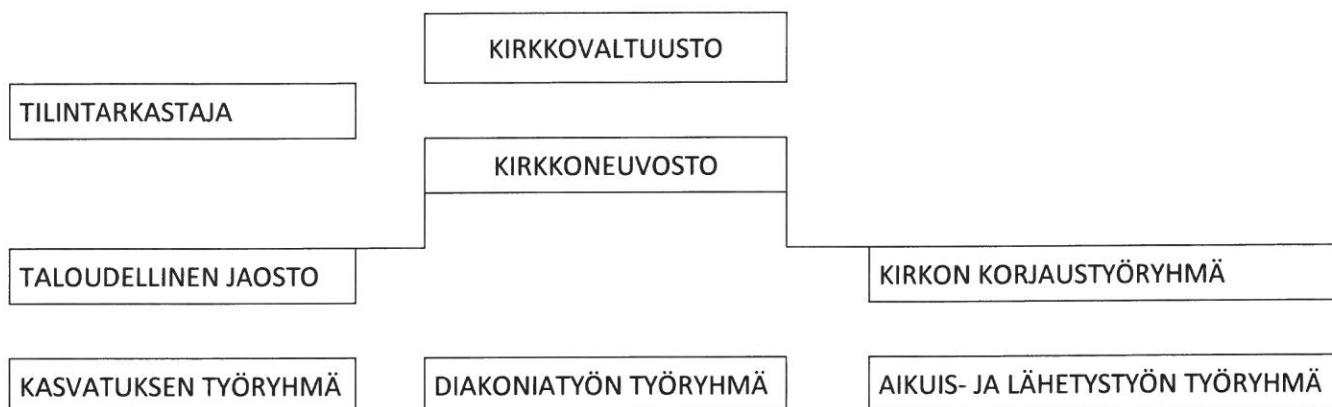 KIRKKOVALTUUSTO
TILINTARKASTAJA
KIRKKONEUVOSTO
TALOUDELLINEN JAOSTO
KIRKON KORJAUSTYÖRYHMÄ
KASVATUKSEN TYÖRYHMÄ
DIAKONIATYÖN TYÖRYHMÄ
AIKUIS- JA LÄHETYSTYÖN TYÖRYHMÄ